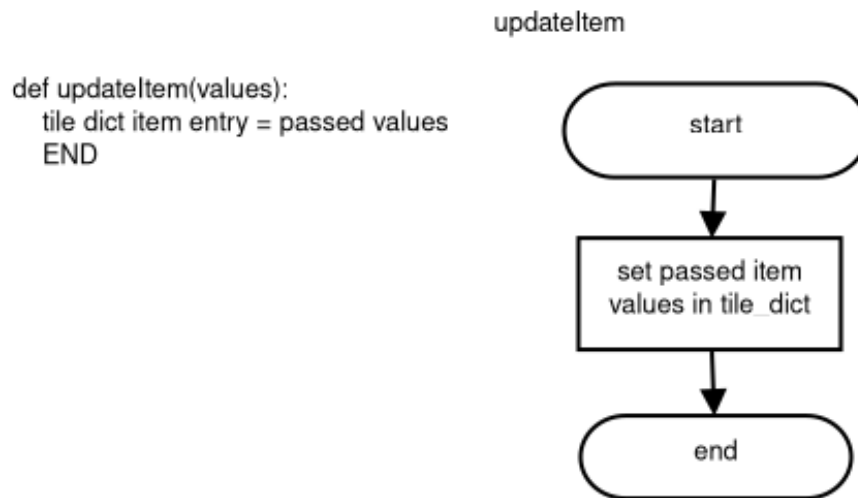 updateItem
def updateItem(values):
tile dict item entry = passed values
END
start
set passed item
values in tile_dict
end